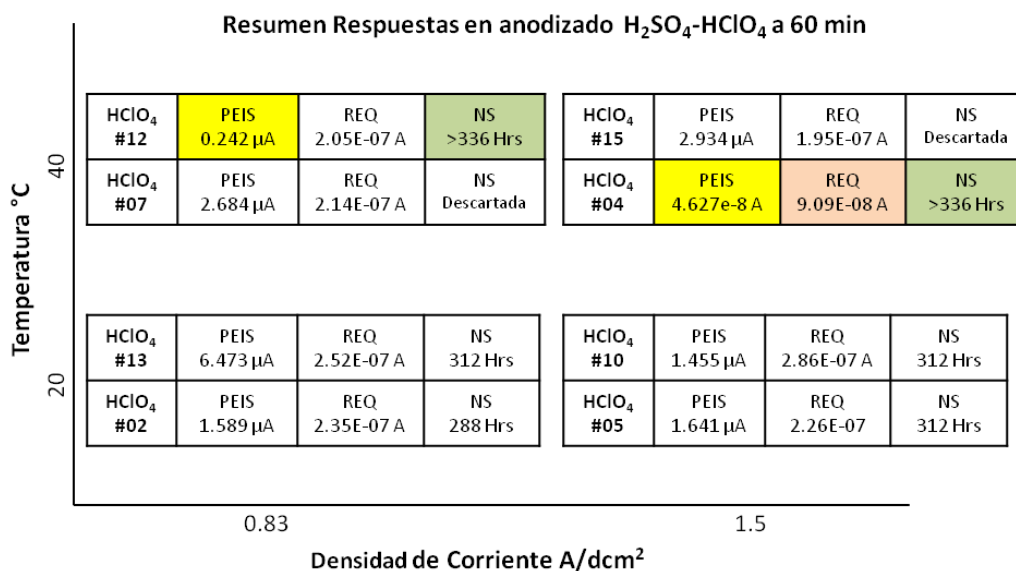 Resumen Respuestas en anodizado H₂SO₄-HClO₄ a 60 min
Temperatura °C
40
HClO₄ PEIS REQ NS
#12 0.242 µA 2.05E-07 A >336 Hrs
HClO₄ PEIS REQ NS
#07 2.684 µA 2.14E-07 A Descartada
HClO₄ PEIS REQ NS
#15 2.934 µA 1.95E-07 A Descartada
HClO₄ PEIS REQ NS
#04 4.627e-8 A 9.09E-08 A >336 Hrs
20
HClO₄ PEIS REQ NS
#13 6.473 µA 2.52E-07 A 312 Hrs
HClO₄ PEIS REQ NS
#02 1.589 µA 2.35E-07 A 288 Hrs
HClO₄ PEIS REQ NS
#10 1.455 µA 2.86E-07 A 312 Hrs
HClO₄ PEIS REQ NS
#05 1.641 µA 2.26E-07 312 Hrs
0.83 1.5
Densidad de Corriente A/dcm²